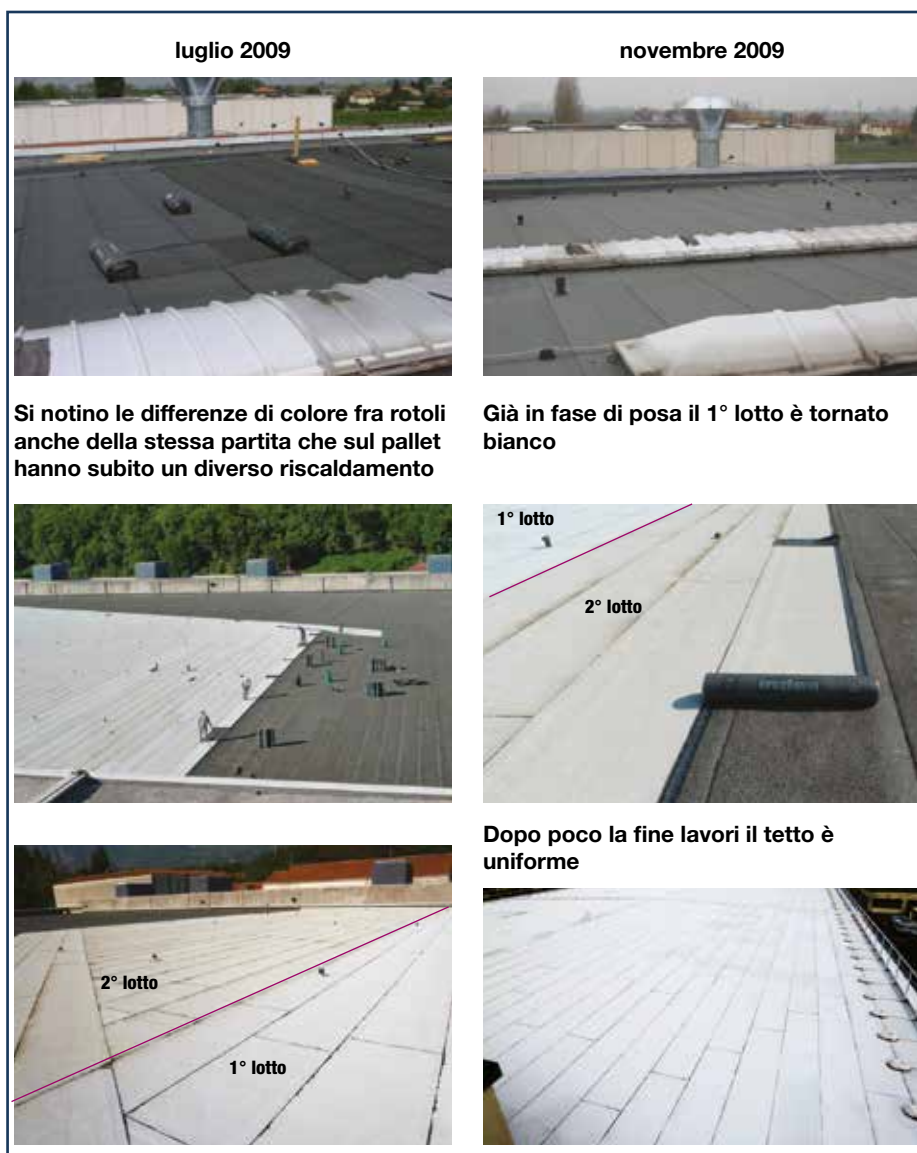 luglio 2009
novembre 2009
Si notino le differenze di colore fra rotoli
anche della stessa partita che sul pallet
hanno subito un diverso riscaldamento
Già in fase di posa il 1° lotto è tornato
bianco
1° lotto
2° lotto
Dopo poco la fine lavori il tetto è
uniforme
2° lotto
1° lotto